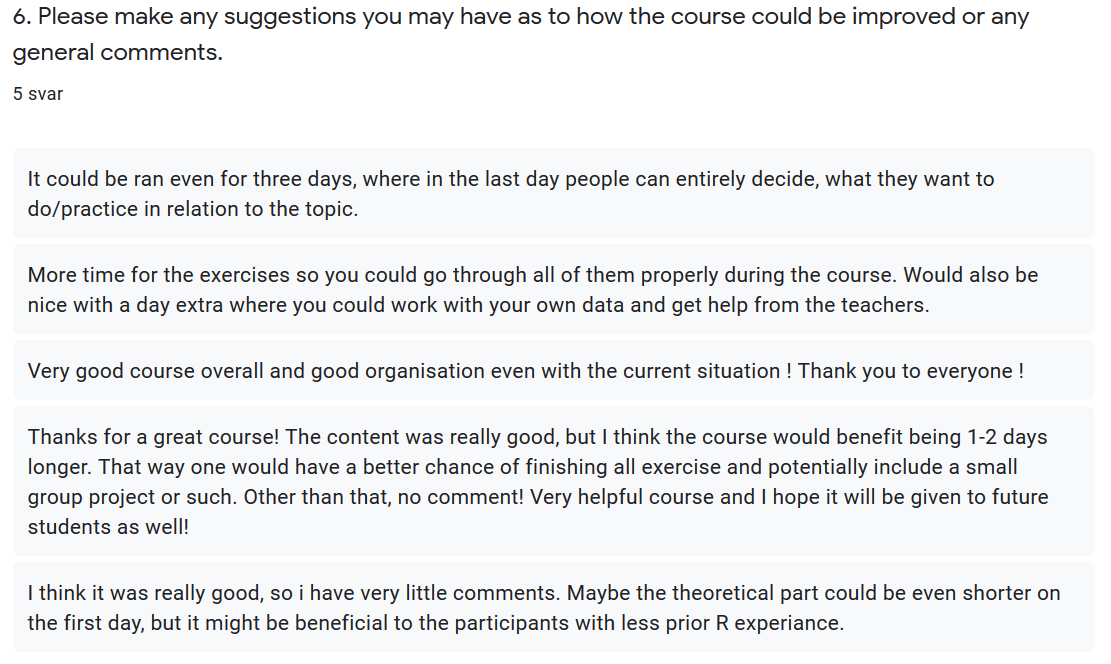 6. Please make any suggestions you may have as to how the course could be improved or any
general comments.
5 svar
It could be ran even for three days, where in the last day people can entirely decide, what they want to
do/practice in relation to the topic.
More time for the exercises so you could go through all of them properly during the course. Would also be
nice with a day extra where you could work with your own data and get help from the teachers.
Very good course overall and good organisation even with the current situation ! Thank you to everyone !
Thanks for a great course! The content was really good, but I think the course would benefit being 1-2 days
longer. That way one would have a better chance of finishing all exercise and potentially include a small
group project or such. Other than that, no comment! Very helpful course and I hope it will be given to future
students as well!
I think it was really good, so i have very little comments. Maybe the theoretical part could be even shorter on
the first day, but it might be beneficial to the participants with less prior R experiance.